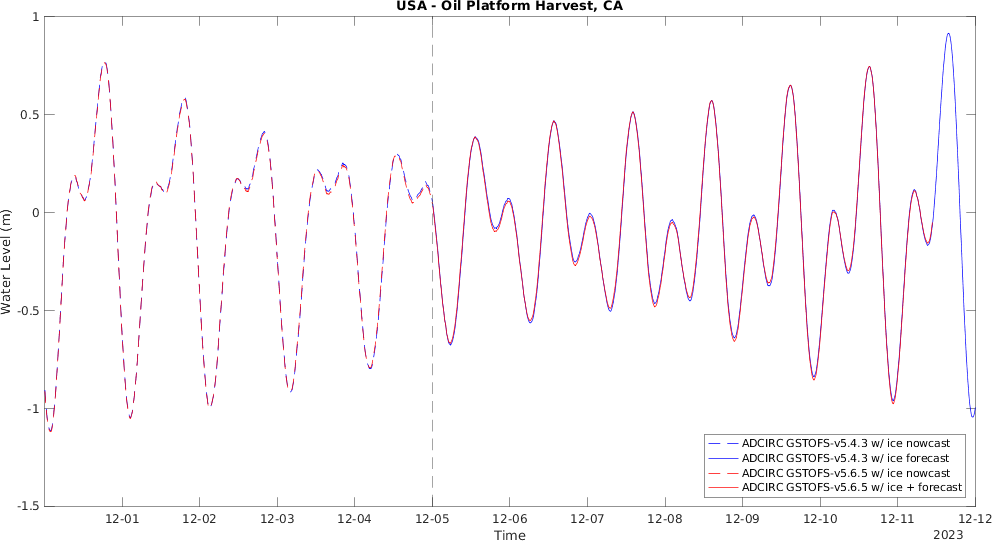 USA - Oil Platform Harvest, CA
1
0.5
0
-0.5
-1
-1.5
Water Level (m)
12-01 12-02 12-03 12-04 12-05 12-06 12-07 12-08 12-09 12-10 12-11 12-12
Time
2023
ADCIRC GSTOFS-v5.4.3 w/ ice nowcast
ADCIRC GSTOFS-v5.4.3 w/ ice forecast
ADCIRC GSTOFS-v5.6.5 w/ ice nowcast
ADCIRC GSTOFS-v5.6.5 w/ ice + forecast